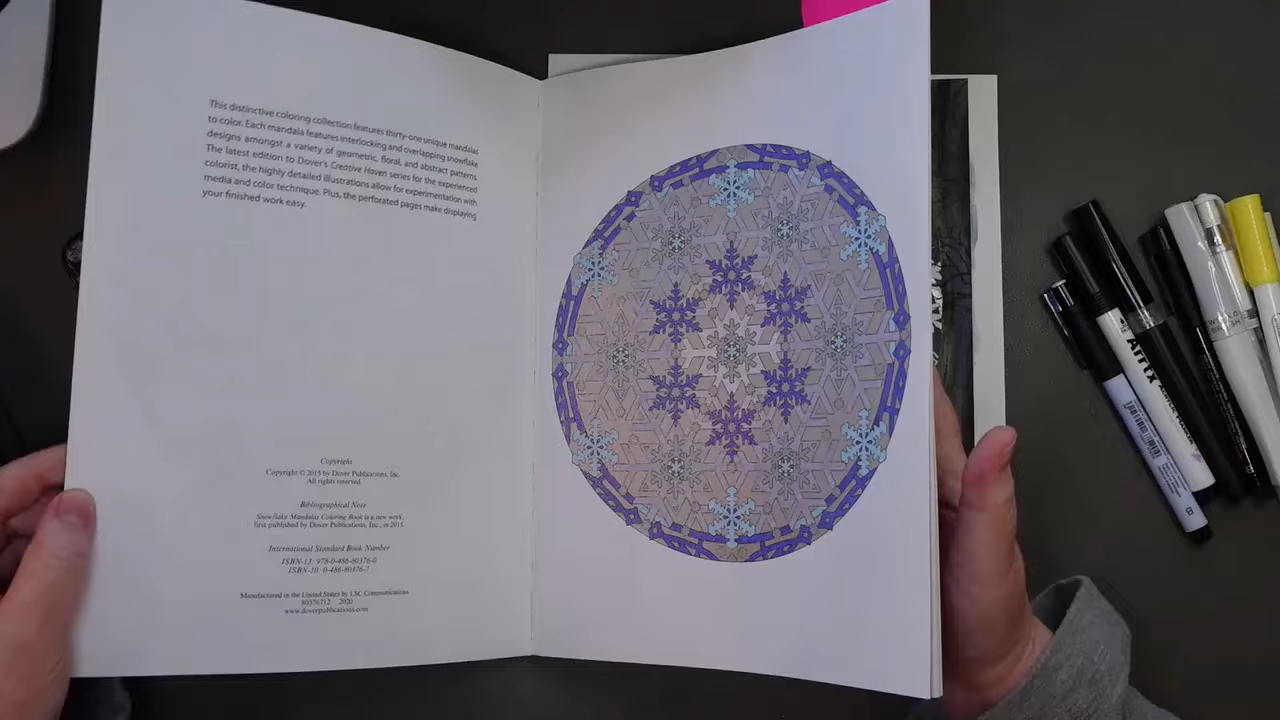 This distinctive coloring collection features thirty-one unique mandalas
to color. Each mandala features interlocking and overlapping snowflake
designs amongst a variety of geometric, floral, and abstract patterns.
The latest edition to Dover's Creative Haven series for the experienced
colorist, the highly detailed illustrations allow for experimentation with
media and color technique. Plus, the perforated pages make displaying
your finished work easy.
Copyright
Copyright © 2015 by Dover Publications, Inc.
All rights reserved.
Bibliographical Note
Snowflake Mandalas Coloring Book is a new work,
first published by Dover Publications, Inc., in 2015.
International Standard Book Number
ISBN-13: 978-0-486-80376-0
ISBN-10: 0-486-80376-7
Manufactured in the United States by LSC Communications
80376712 2020
www.doverpublications.com
Arrtx